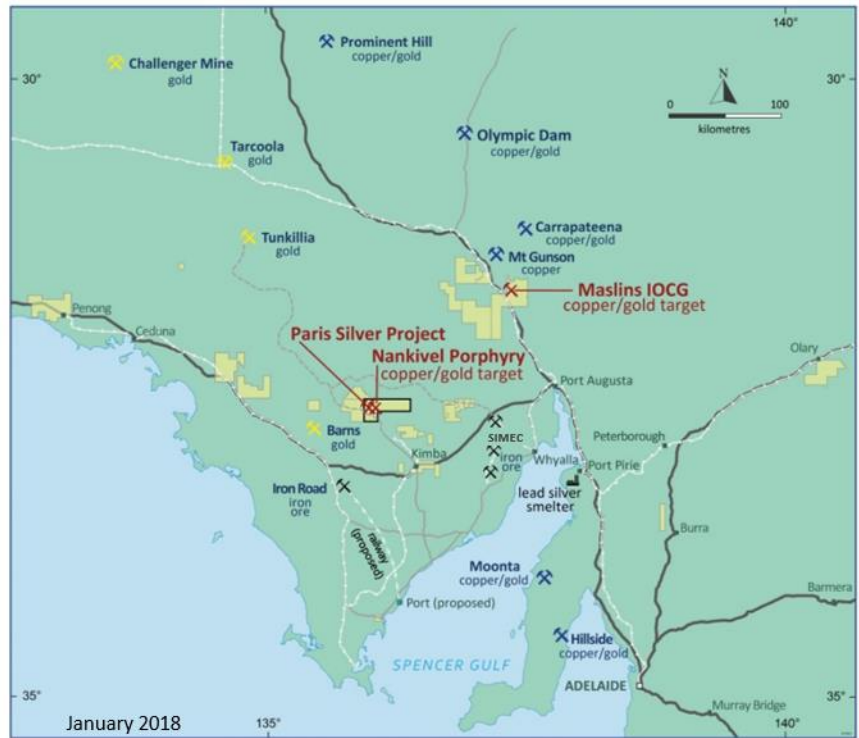 140°
30°
30°
Challenger Mine
gold
Prominent Hill
copper/gold
N
0
100
kilometres
Olympic Dam
copper/gold
Tarcoola
gold
Tunkillia
gold
Carrapateena
copper/gold
Mt Gunson
copper
Maslins IOCG
copper/gold target
Penong
Ceduna
Paris Silver Project
Nankivel Porphyry
copper/gold target
Olary
Port Augusta
Barns
gold
SIMEC
iron
ore
Kimba
Whyalla
Peterborough
Port Pirie
lead silver
smelter
Iron Road
iron
ore
railway
(proposed)
Burra
Moonta
copper/gold
Port (proposed)
Barmera
Hillside
copper/gold
SPENCER GULF
ADELAIDE
35°
35°
Murray Bridge
January 2018
135°
140°